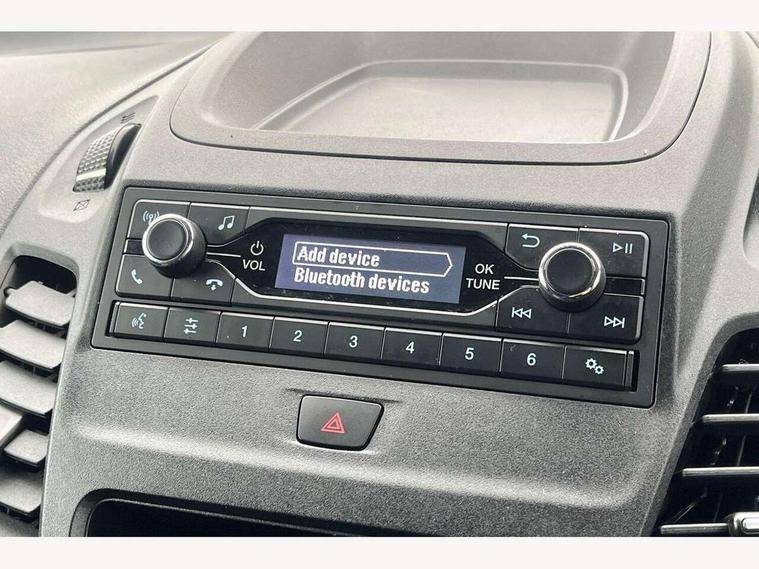 VOL
Add device
Bluetooth devices
OK
TUNE
1 2 3 4 5 6